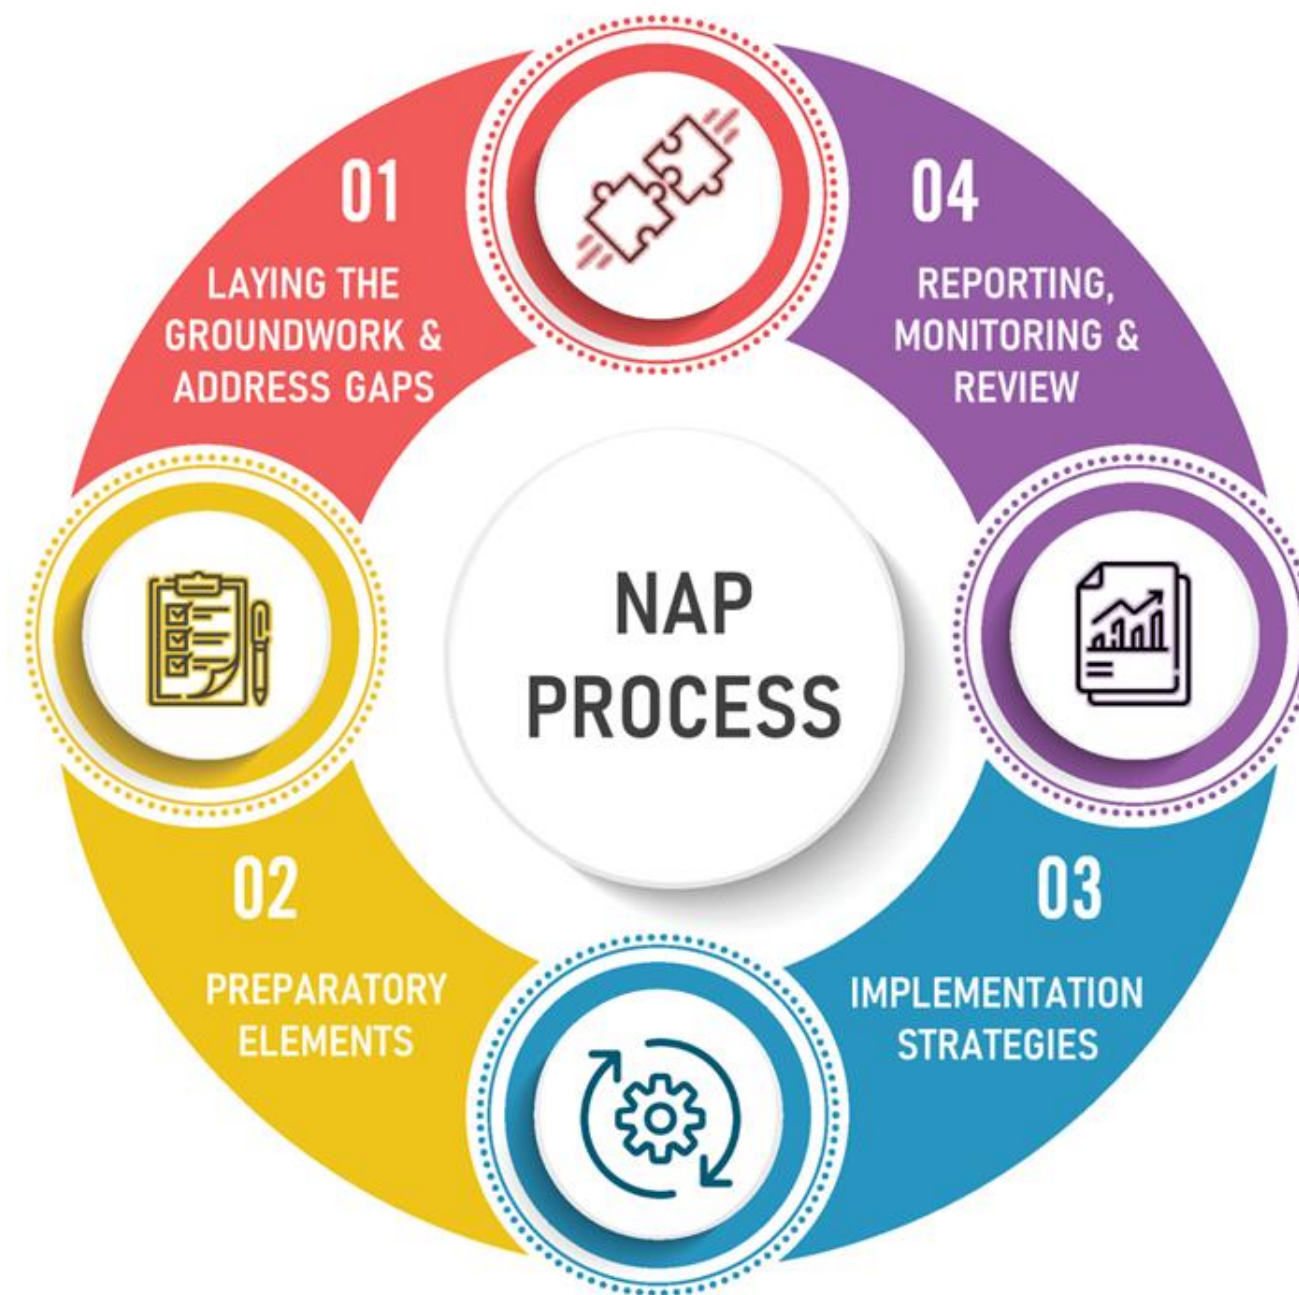 NAP
PROCESS
01
LAYING THE
GROUNDWORK &
ADDRESS GAPS
02
PREPARATORY
ELEMENTS
03
IMPLEMENTATION
STRATEGIES
04
REPORTING,
MONITORING &
REVIEW